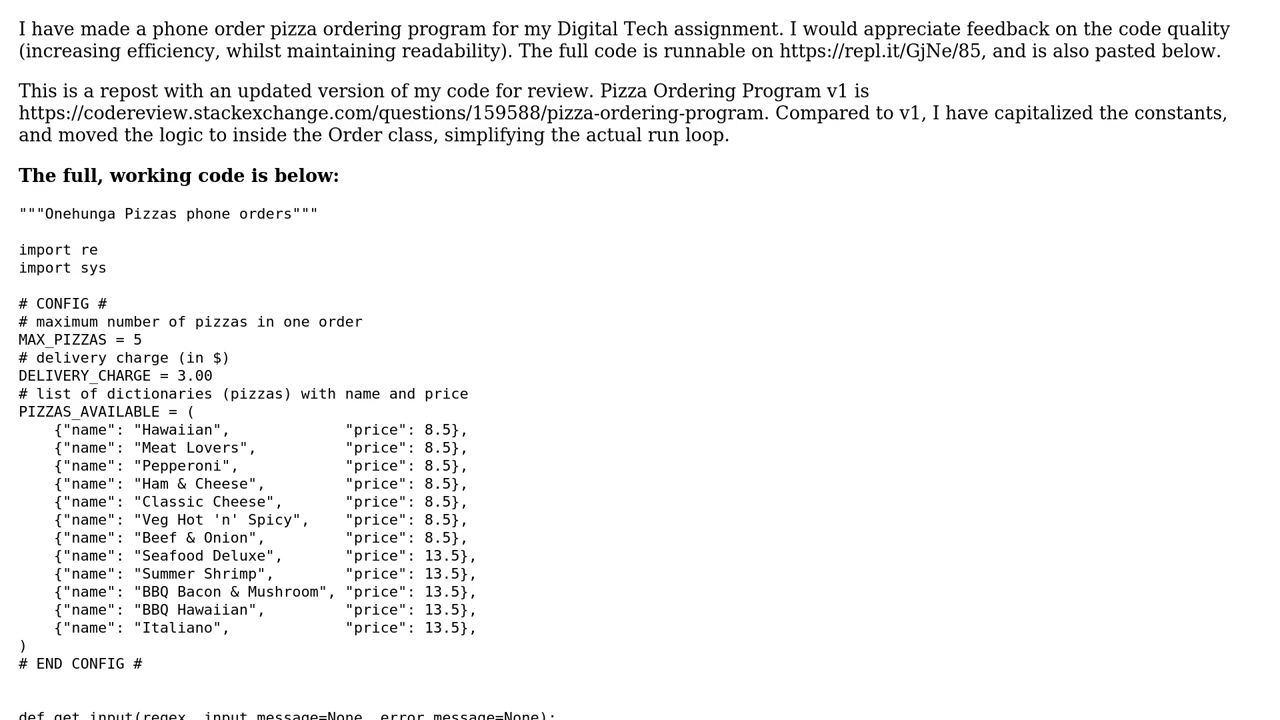 I have made a phone order pizza ordering program for my Digital Tech assignment. I would appreciate feedback on the code quality
(increasing efficiency, whilst maintaining readability). The full code is runnable on https://repl.it/GjNe/85, and is also pasted below.
This is a repost with an updated version of my code for review. Pizza Ordering Program v1 is
https://codereview.stackexchange.com/questions/159588/pizza-ordering-program. Compared to v1, I have capitalized the constants,
and moved the logic to inside the Order class, simplifying the actual run loop.
The full, working code is below:
"""Onehunga Pizzas phone orders"""
import re
import sys
# CONFIG #
# maximum number of pizzas in one order
MAX_PIZZAS = 5
# delivery charge (in $)
DELIVERY_CHARGE = 3.00
# list of dictionaries (pizzas) with name and price
PIZZAS_AVAILABLE = (
    {"name": "Hawaiian",             "price": 8.5},
    {"name": "Meat Lovers",          "price": 8.5},
    {"name": "Pepperoni",            "price": 8.5},
    {"name": "Ham & Cheese",         "price": 8.5},
    {"name": "Classic Cheese",       "price": 8.5},
    {"name": "Veg Hot 'n' Spicy",    "price": 8.5},
    {"name": "Beef & Onion",         "price": 8.5},
    {"name": "Seafood Deluxe",       "price": 13.5},
    {"name": "Summer Shrimp",        "price": 13.5},
    {"name": "BBQ Bacon & Mushroom", "price": 13.5},
    {"name": "BBQ Hawaiian",         "price": 13.5},
    {"name": "Italiano",             "price": 13.5},
)
# END CONFIG #
def get_input(regex, input_message=None, error_message=None):